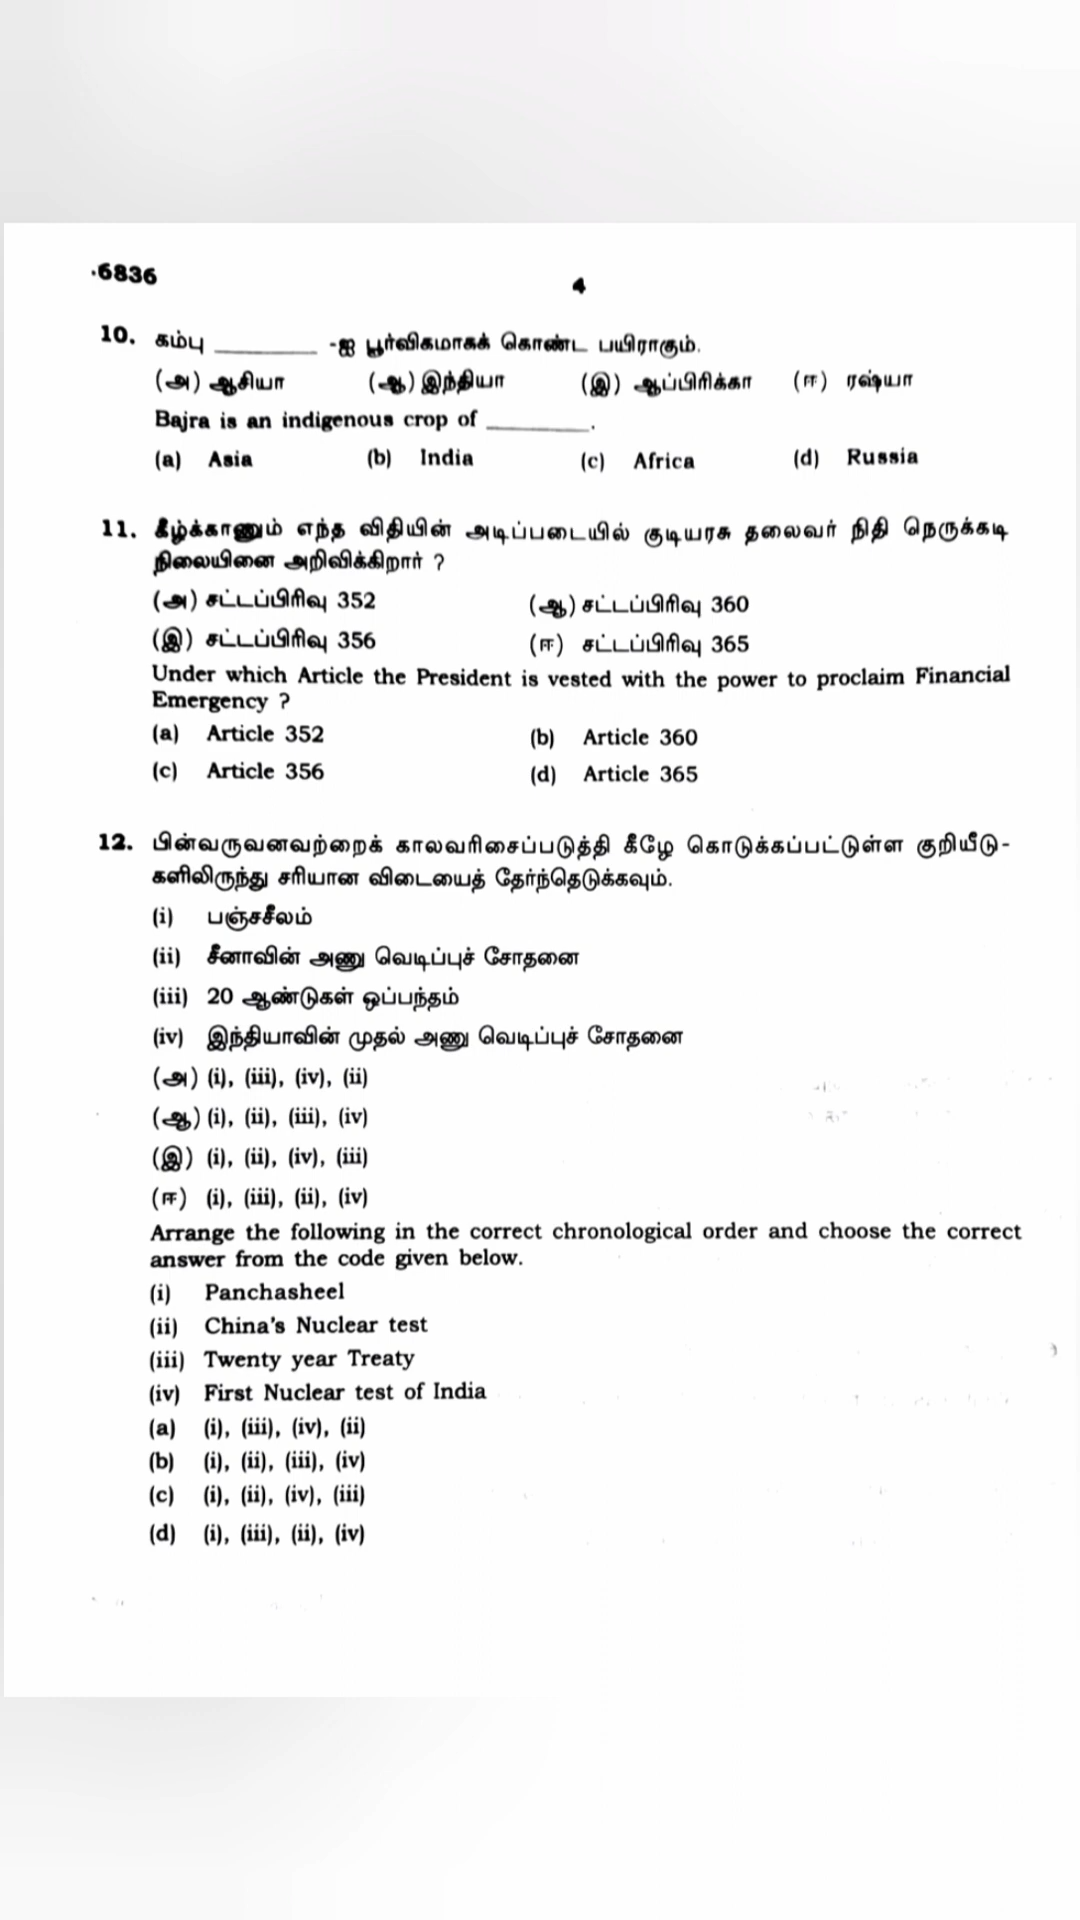 6836
4
10. கம்பு ________ -ஐ பூர்விகமாகக் கொண்ட பயிராகும்.
(அ) ஆசியா (ஆ) இந்தியா (இ) ஆப்பிரிக்கா (ஈ) ரஷ்யா
Bajra is an indigenous crop of ________.
(a) Asia (b) India (c) Africa (d) Russia
11. கீழ்க்காணும் எந்த விதியின் அடிப்படையில் குடியரசு தலைவர் நிதி நெருக்கடி
நிலையினை அறிவிக்கிறார் ?
(அ) சட்டப்பிரிவு 352 (ஆ) சட்டப்பிரிவு 360
(இ) சட்டப்பிரிவு 356 (ஈ) சட்டப்பிரிவு 365
Under which Article the President is vested with the power to proclaim Financial
Emergency ?
(a) Article 352 (b) Article 360
(c) Article 356 (d) Article 365
12. பின்வருவனவற்றைக் காலவரிசைப்படுத்தி கீழே கொடுக்கப்பட்டுள்ள குறியீடு-
களிலிருந்து சரியான விடையைத் தேர்ந்தெடுக்கவும்.
(i) பஞ்சசீலம்
(ii) சீனாவின் அணு வெடிப்புச் சோதனை
(iii) 20 ஆண்டுகள் ஒப்பந்தம்
(iv) இந்தியாவின் முதல் அணு வெடிப்புச் சோதனை
(அ) (i), (iii), (iv), (ii)
(ஆ) (i), (ii), (iii), (iv)
(இ) (i), (ii), (iv), (iii)
(ஈ) (i), (iii), (ii), (iv)
Arrange the following in the correct chronological order and choose the correct
answer from the code given below.
(i) Panchasheel
(ii) China's Nuclear test
(iii) Twenty year Treaty
(iv) First Nuclear test of India
(a) (i), (iii), (iv), (ii)
(b) (i), (ii), (iii), (iv)
(c) (i), (ii), (iv), (iii)
(d) (i), (iii), (ii), (iv)